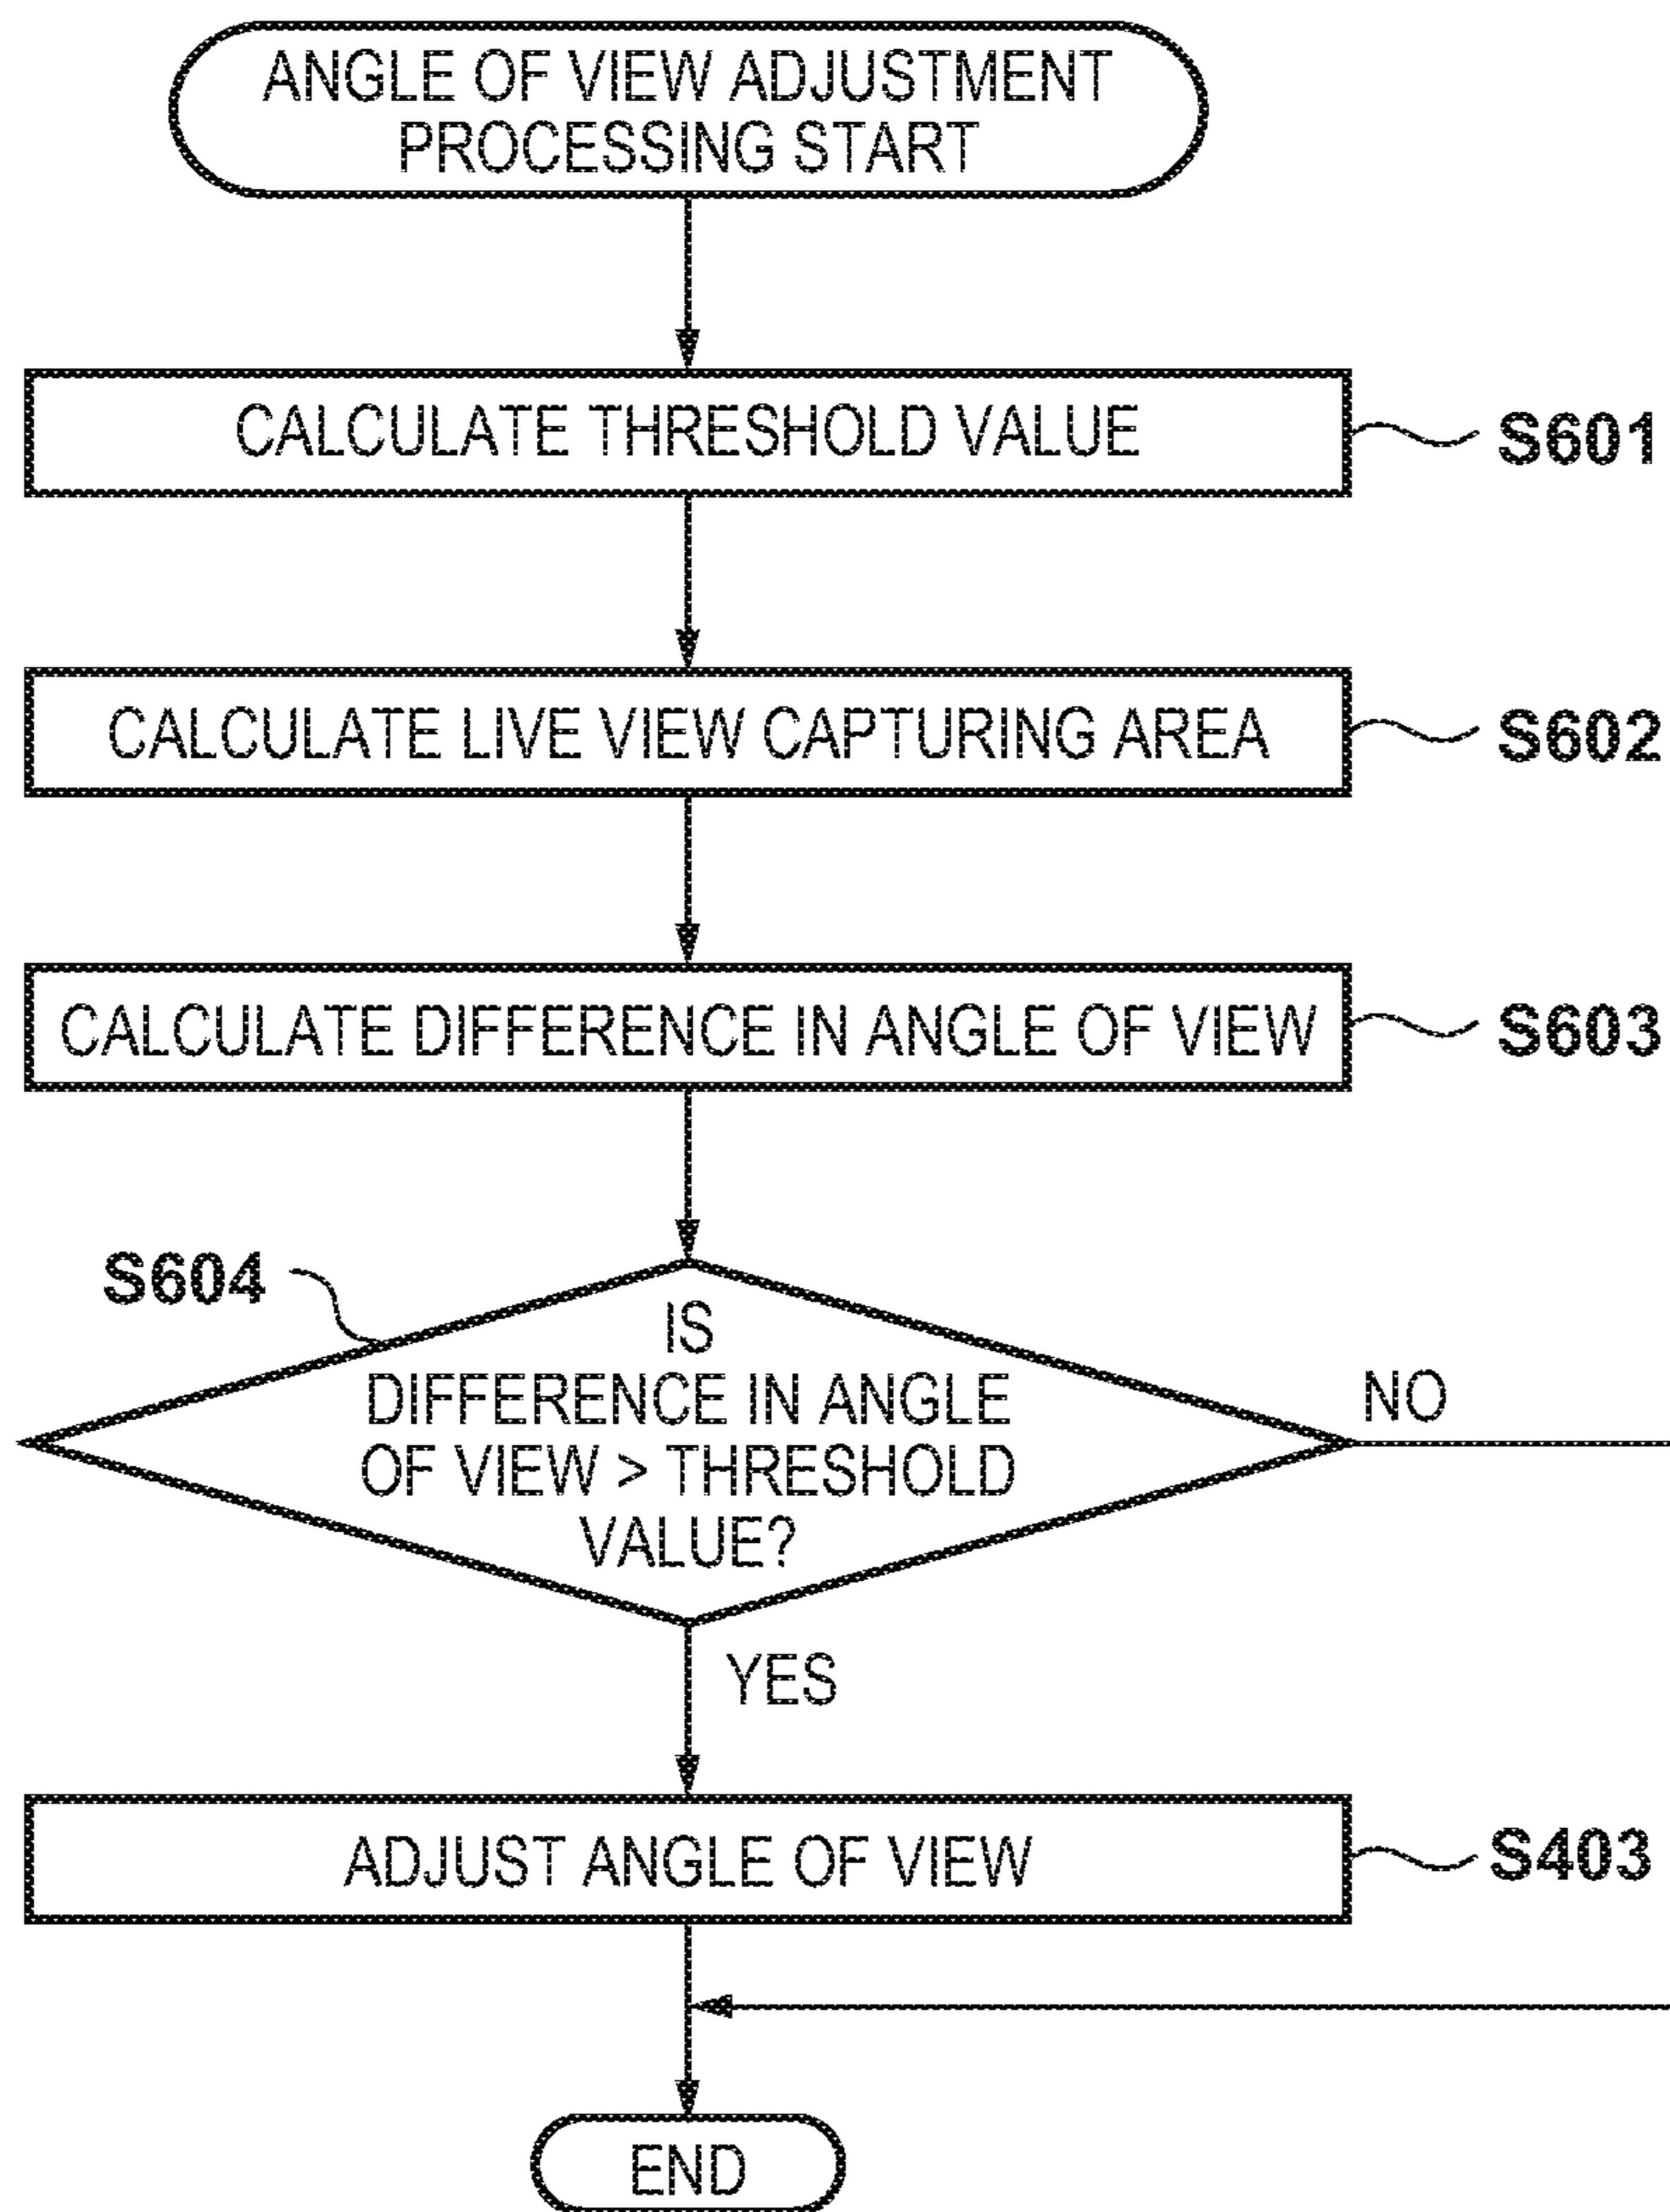 ANGLE OF VIEW ADJUSTMENT
PROCESSING START
CALCULATE THRESHOLD VALUE
S601
CALCULATE LIVE VIEW CAPTURING AREA
S602
CALCULATE DIFFERENCE IN ANGLE OF VIEW
S603
S604
IS
DIFFERENCE IN ANGLE
OF VIEW > THRESHOLD
VALUE?
NO
YES
ADJUST ANGLE OF VIEW
S403
END